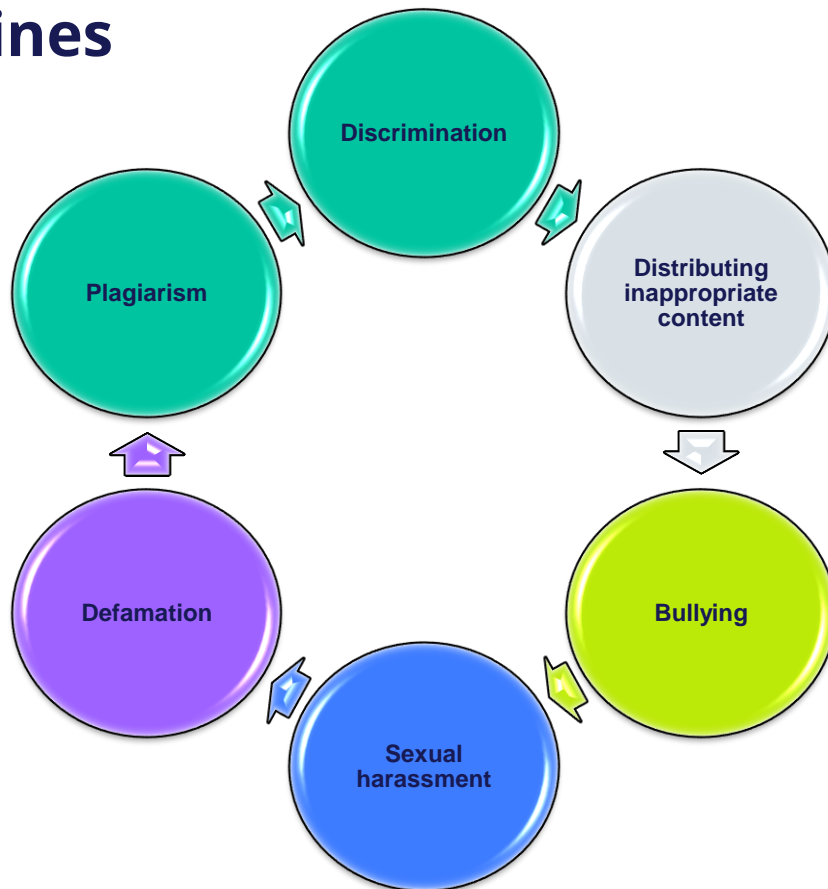 ines
Discrimination
Distributing
inappropriate
content
Bullying
Sexual
harassment
Defamation
Plagiarism